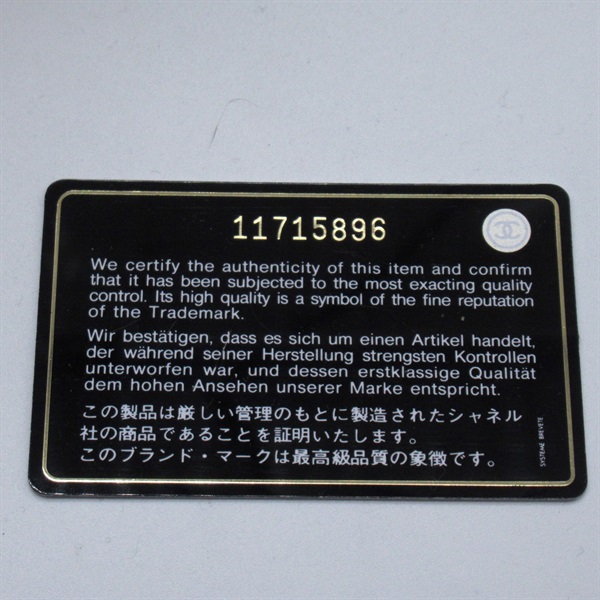 11715896
We certify the authenticity of this item and confirm
that it has been subjected to the most exacting quality
control. Its high quality is a symbol of the fine reputation
of the Trademark.
Wir bestätigen, dass es sich um einen Artikel handelt,
der während seiner Herstellung strengsten Kontrollen
unterworfen war, und dessen erstklassige Qualität
dem hohen Ansehen unserer Marke entspricht.
この製品は厳しい管理のもとに製造されたシャネル
社の商品であることを証明いたします。
このブランド・マークは最高級品質の象徴です。
SYSTEME BREVETE